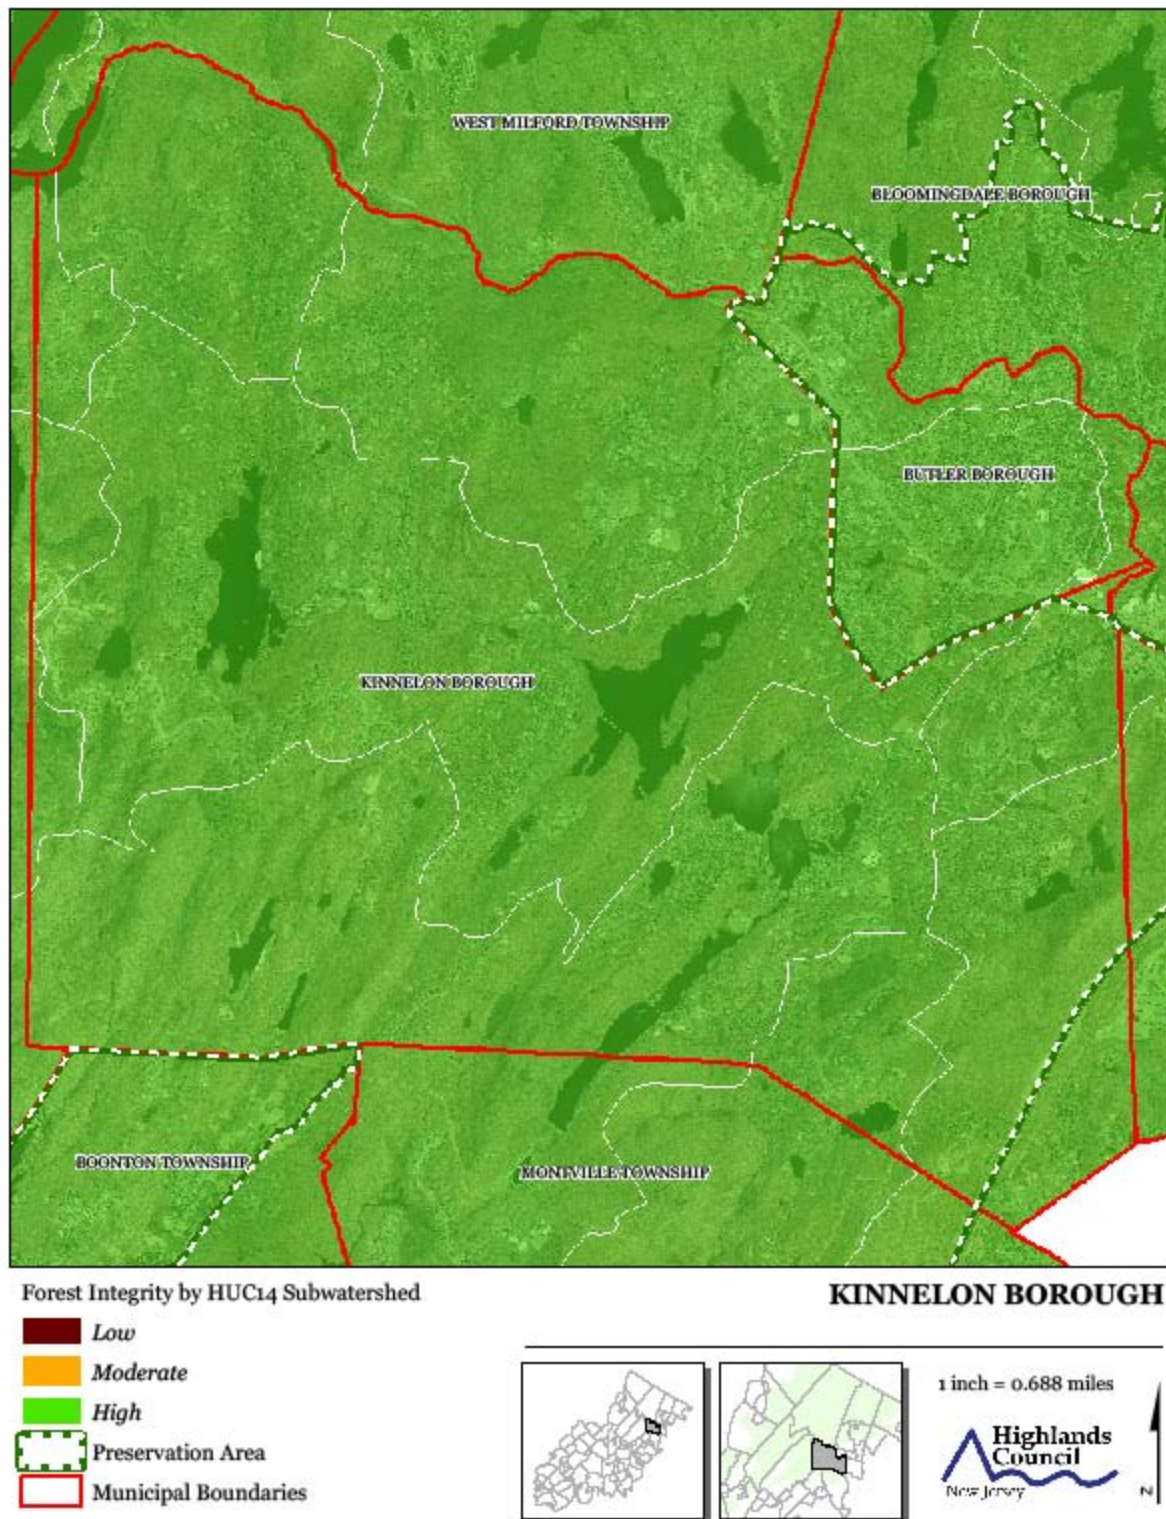 WEST MILFORD TOWNSHIP
BLOOMINGDALE BOROUGH
BUTLER BOROUGH
KINNELON BOROUGH
BOONTON TOWNSHIP
MONTVILLE TOWNSHIP
Forest Integrity by HUC14 Subwatershed
Low
Moderate
High
Preservation Area
Municipal Boundaries
KINNELON BOROUGH
1 inch = 0.688 miles
Highlands
Council
New Jersey
N